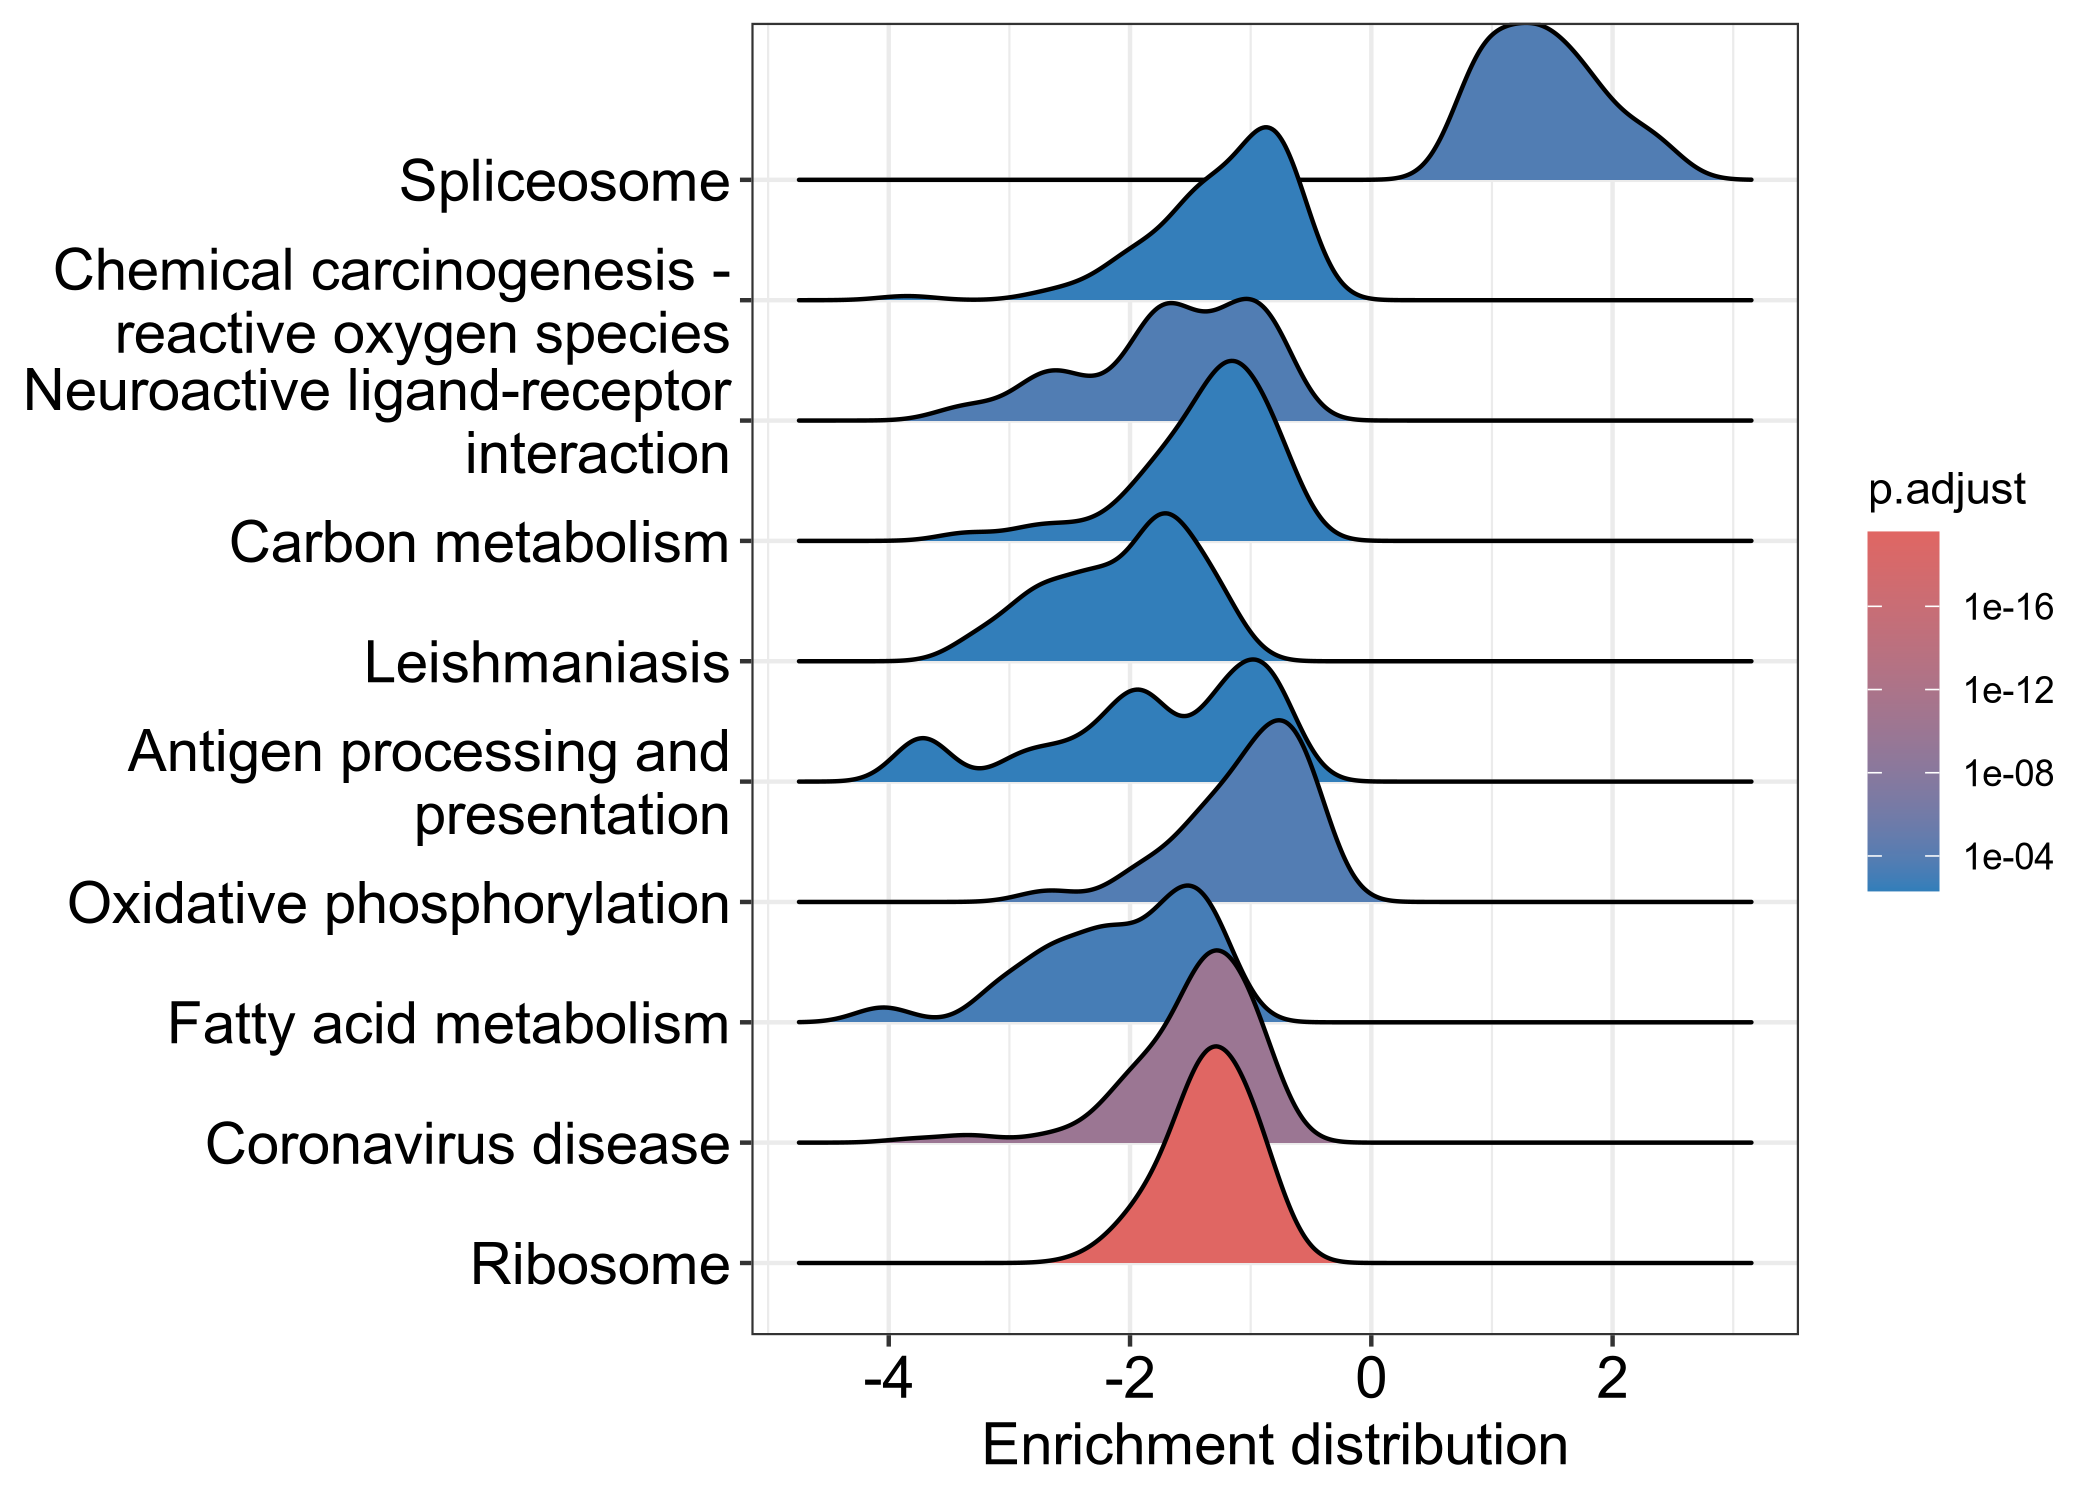 Spliceosome
Chemical carcinogenesis -
reactive oxygen species
Neuroactive ligand-receptor
interaction
Carbon metabolism
Leishmaniasis
Antigen processing and
presentation
Oxidative phosphorylation
Fatty acid metabolism
Coronavirus disease
Ribosome
-4
-2
0
2
Enrichment distribution
p.adjust
1e-16
1e-12
1e-08
1e-04